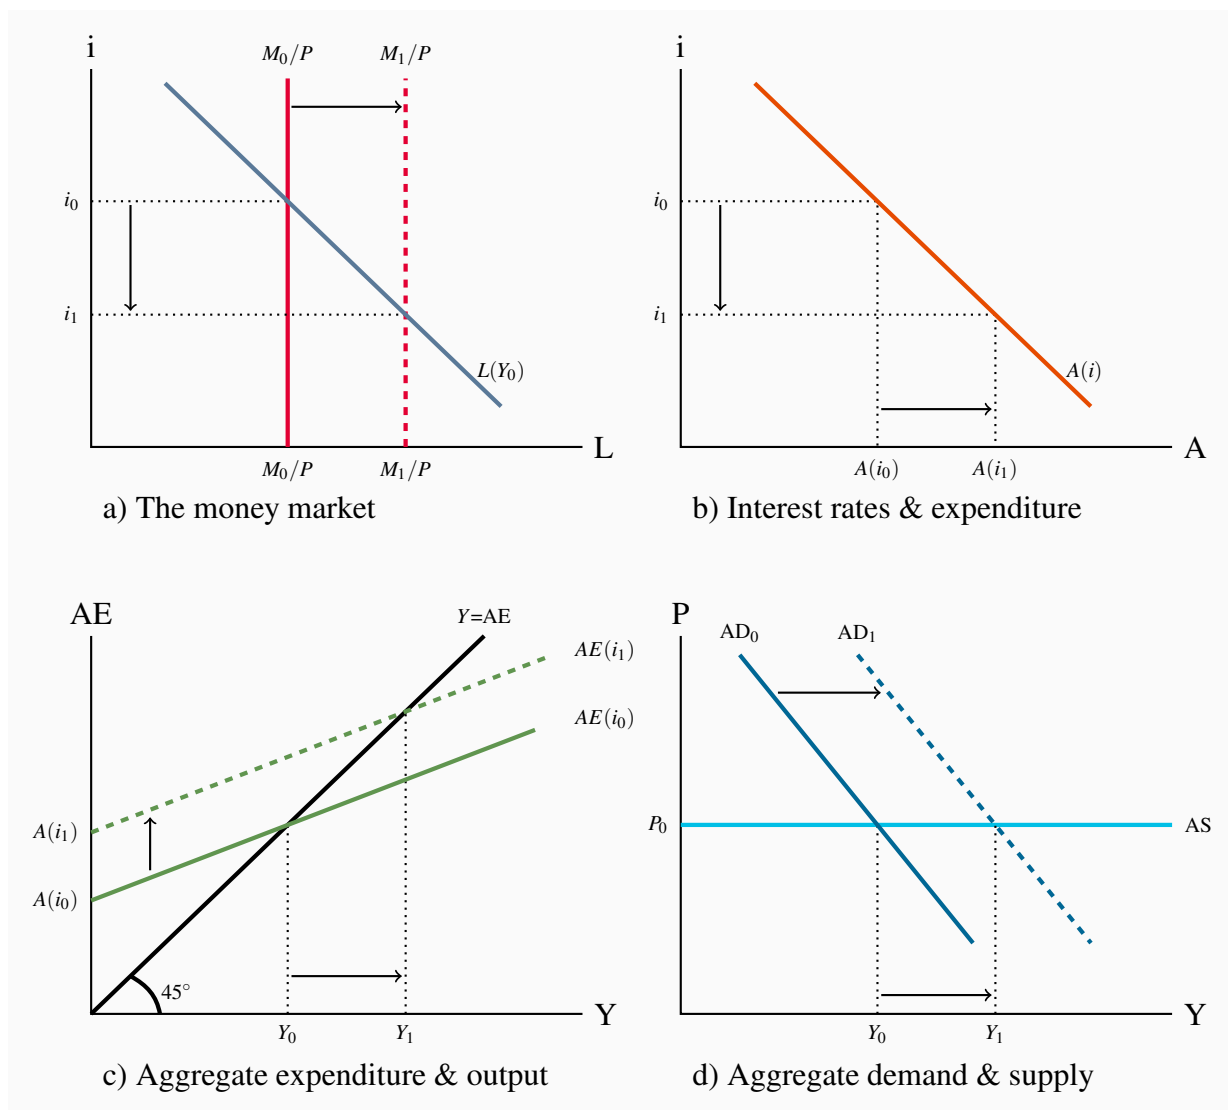 i
M₀/P
M₁/P
i₀
i₁
L(Y₀)
L
M₀/P
M₁/P
a) The money market
i
i₀
i₁
A(i)
A
A(i₀)
A(i₁)
b) Interest rates & expenditure
AE
Y=AE
AE(i₁)
AE(i₀)
A(i₁)
A(i₀)
45°
Y
Y₀
Y₁
c) Aggregate expenditure & output
P
AD₀
AD₁
P₀
AS
Y
Y₀
Y₁
d) Aggregate demand & supply